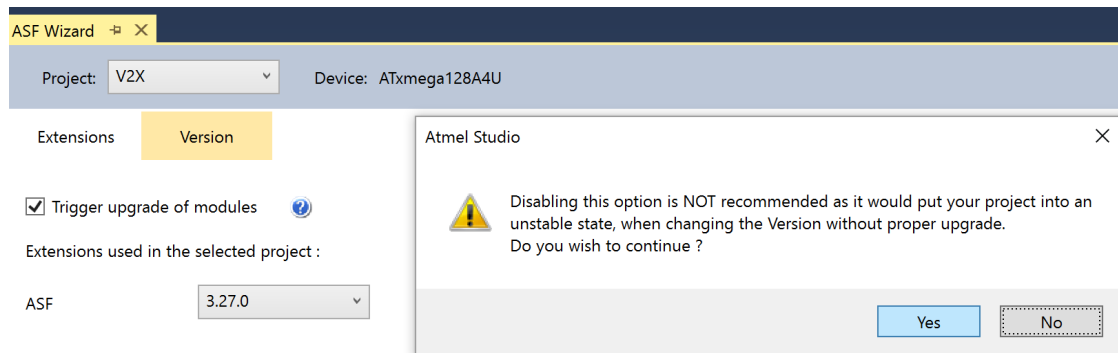 ASF Wizard
Project: V2X Device: ATxmega128A4U
Extensions Version
Atmel Studio
Trigger upgrade of modules
Disabling this option is NOT recommended as it would put your project into an
unstable state, when changing the Version without proper upgrade.
Do you wish to continue ?
Extensions used in the selected project :
ASF 3.27.0
Yes No